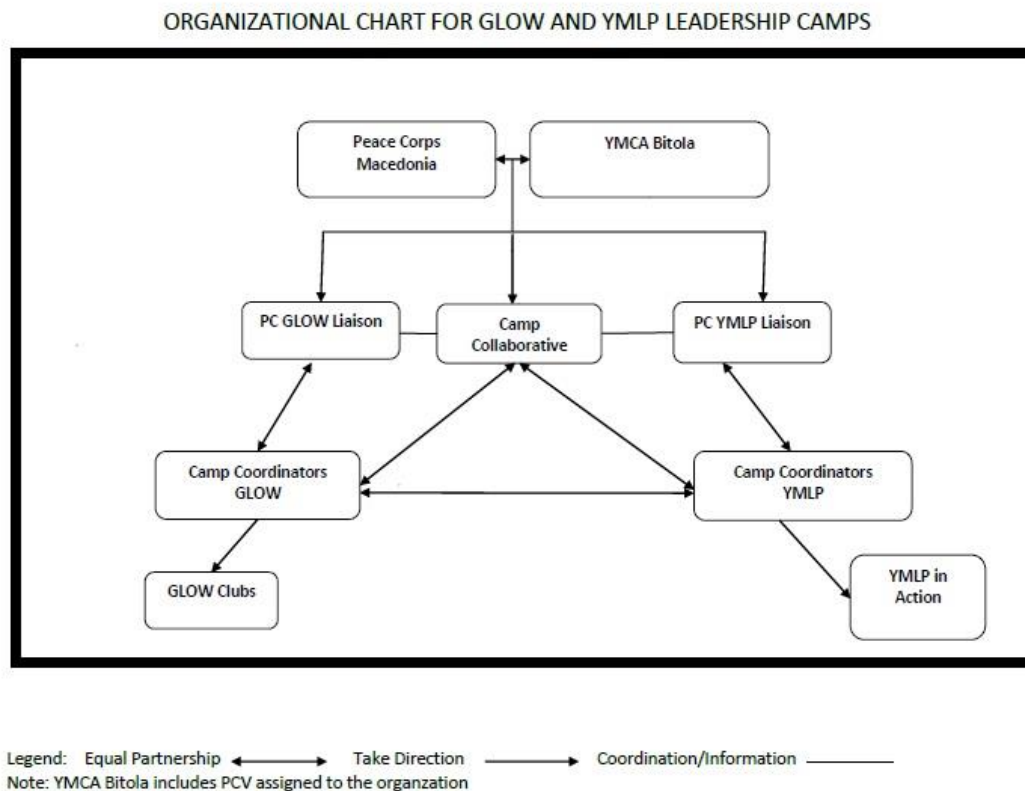 ORGANIZATIONAL CHART FOR GLOW AND YMLP LEADERSHIP CAMPS
Peace Corps
Macedonia
YMCA Bitola
PC GLOW Liaison
Camp
Collaborative
PC YMLP Liaison
Camp Coordinators
GLOW
Camp Coordinators
YMLP
GLOW Clubs
YMLP in
Action
Legend: Equal Partnership Take Direction Coordination/Information
Note: YMCA Bitola includes PCV assigned to the organzation